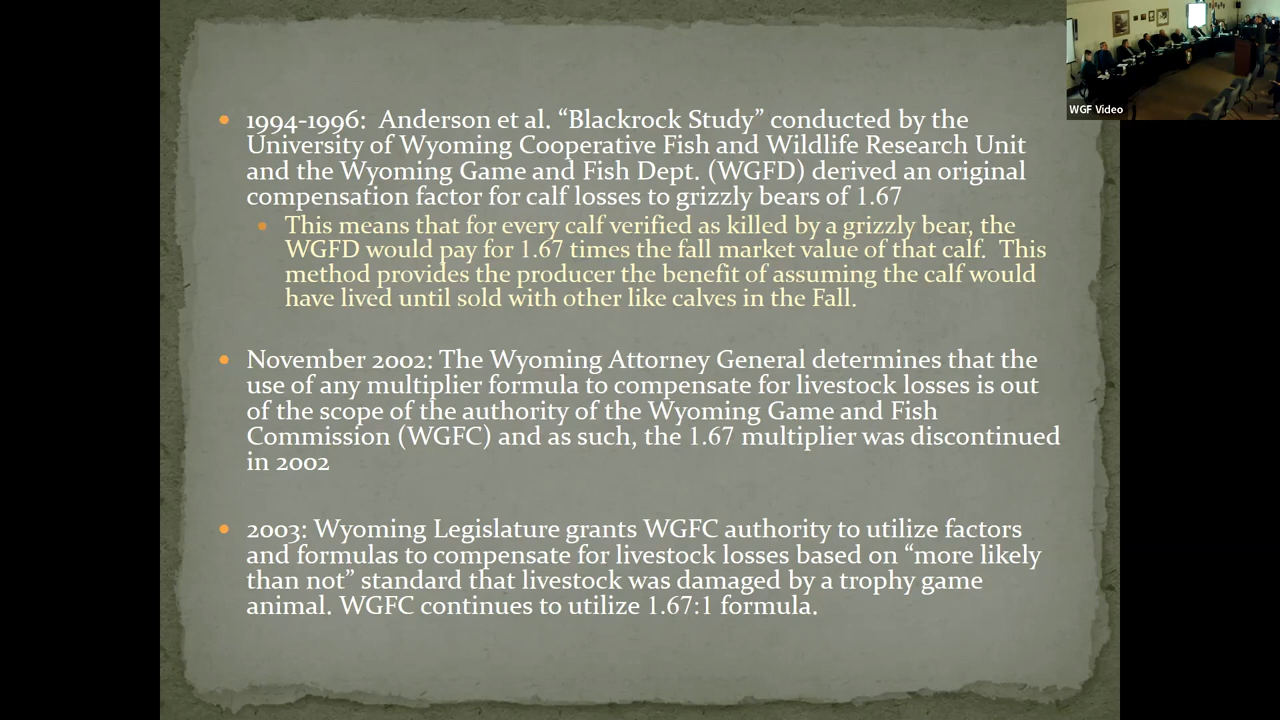 WGF Video
• 1994-1996:  Anderson et al. “Blackrock Study” conducted by the
University of Wyoming Cooperative Fish and Wildlife Research Unit
and the Wyoming Game and Fish Dept. (WGFD) derived an original
compensation factor for calf losses to grizzly bears of 1.67
• This means that for every calf verified as killed by a grizzly bear, the
WGFD would pay for 1.67 times the fall market value of that calf.  This
method provides the producer the benefit of assuming the calf would
have lived until sold with other like calves in the Fall.
• November 2002: The Wyoming Attorney General determines that the
use of any multiplier formula to compensate for livestock losses is out
of the scope of the authority of the Wyoming Game and Fish
Commission (WGFC) and as such, the 1.67 multiplier was discontinued
in 2002
• 2003: Wyoming Legislature grants WGFC authority to utilize factors
and formulas to compensate for livestock losses based on “more likely
than not” standard that livestock was damaged by a trophy game
animal. WGFC continues to utilize 1.67:1 formula.